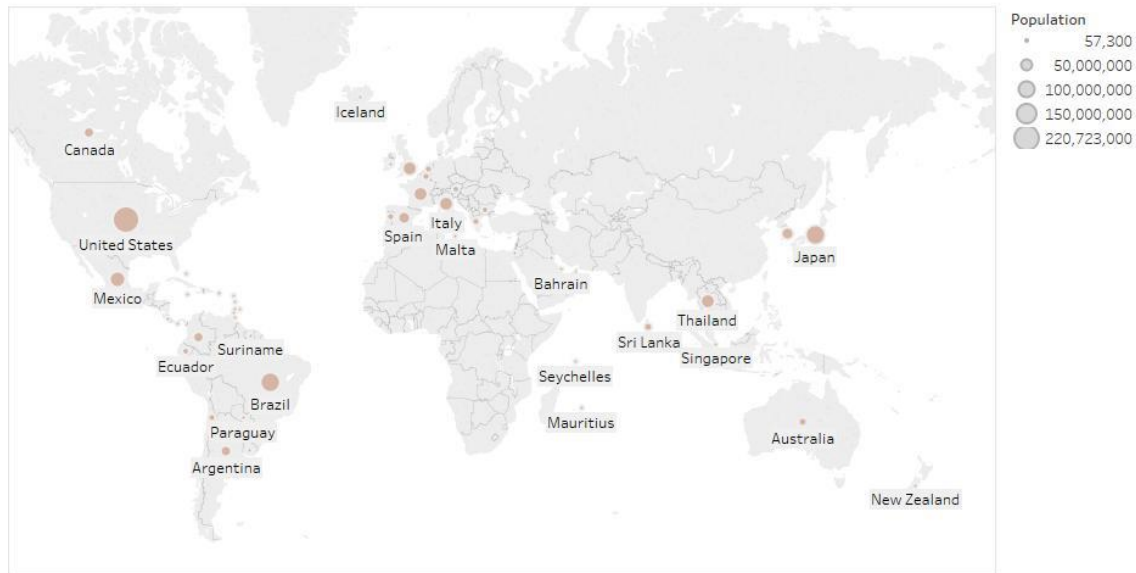 Population
57,300
50,000,000
100,000,000
150,000,000
220,723,000
Iceland
Canada
Italy
Spain
United States
Malta
Japan
Bahrain
Mexico
Thailand
Sri Lanka
Suriname
Singapore
Ecuador
Seychelles
Brazil
Mauritius
Paraguay
Australia
Argentina
New Zealand